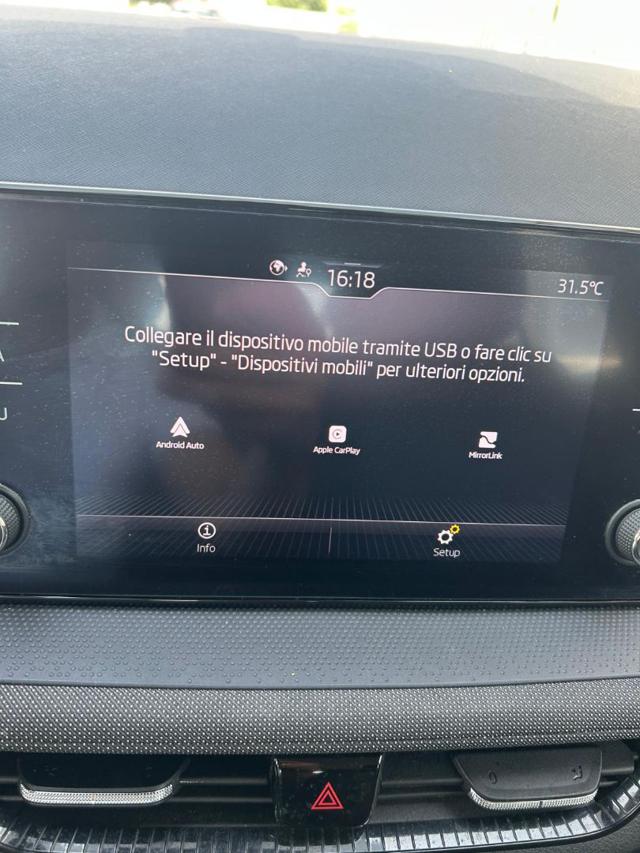 16:18
31.5°C
Collegare il dispositivo mobile tramite USB o fare clic su
"Setup" - "Dispositivi mobili" per ulteriori opzioni.
Android Auto
Apple CarPlay
MirrorLink
Info
Setup